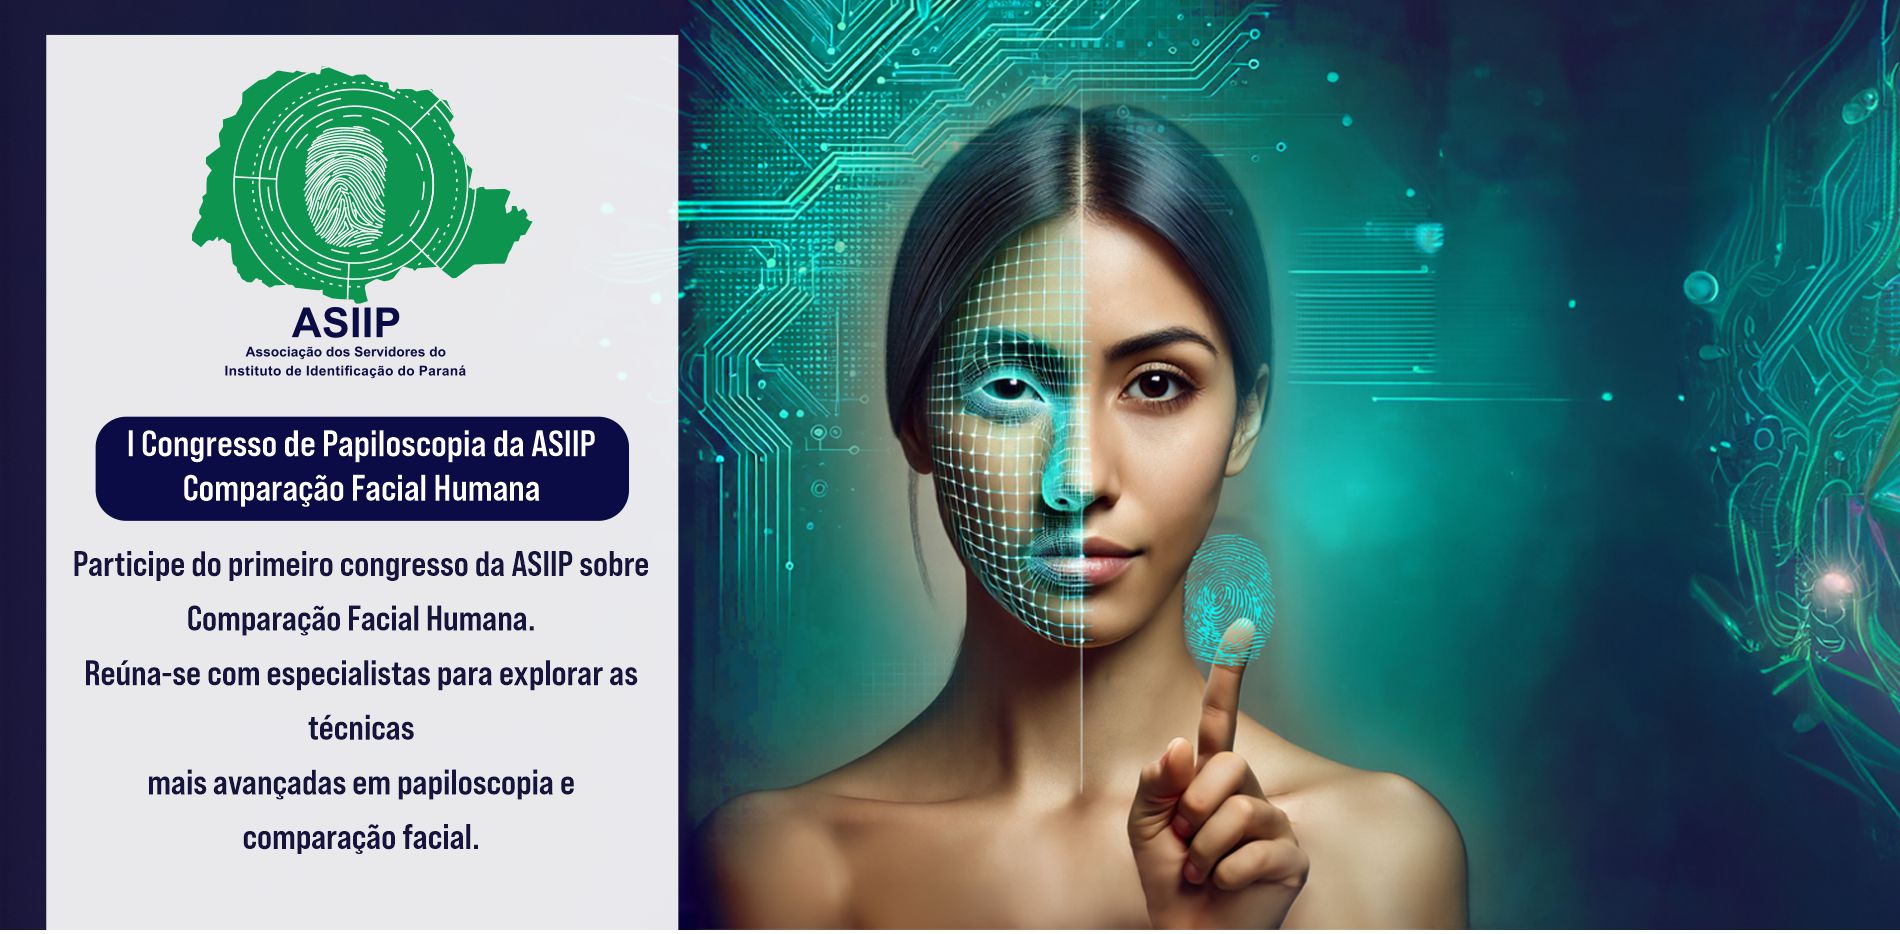 ASIIP
Associação dos Servidores do
Instituto de Identificação do Paraná
I Congresso de Papiloscopia da ASIIP
Comparação Facial Humana
Participe do primeiro congresso da ASIIP sobre
Comparação Facial Humana.
Reúna-se com especialistas para explorar as
técnicas
mais avançadas em papiloscopia e
comparação facial.